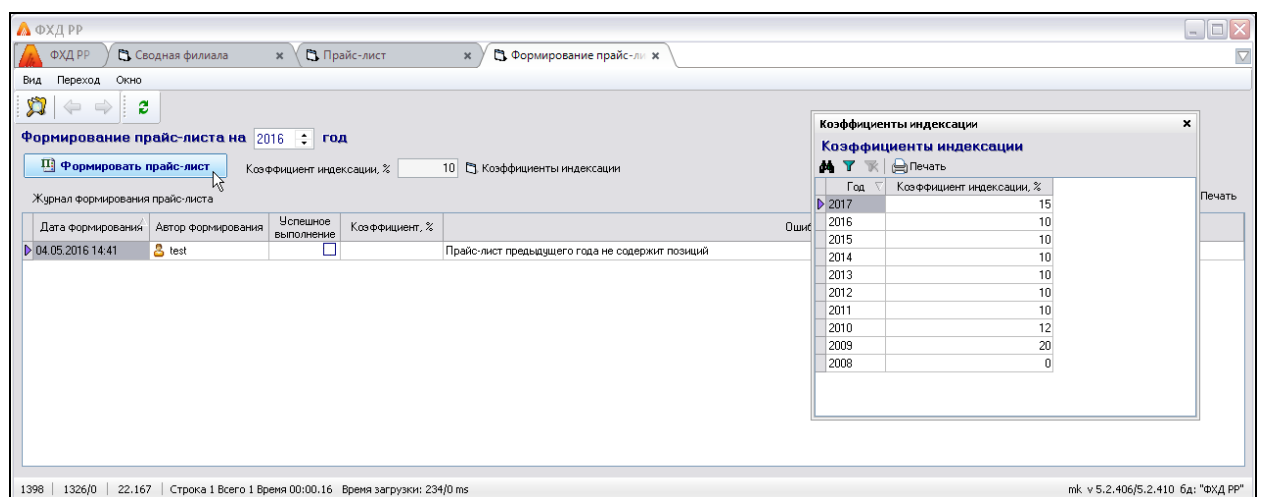 ФХД РР
ФХД РР Сводная филиала Прайс-лист Формирование прайс-ли
Вид Переход Окно
Формирование прайс-листа на 2016 год
Формировать прайс-лист Коэффициент индексации, % 10 Коэффициенты индексации
Журнал формирования прайс-листа
Печать
Дата формирования Автор формирования Успешное выполнение Коэффициент, % Ошиб
04.05.2016 14:41 test Прайс-лист предыдущего года не содержит позиций
Коэффициенты индексации
Коэффициенты индексации
Печать
Год Коэффициент индексации, %
2017 15
2016 10
2015 10
2014 10
2013 10
2012 10
2011 10
2010 12
2009 20
2008 0
1398 1326/0 22.167 Строка 1 Всего 1 Время 00:00.16 Время загрузки: 234/0 ms mk v 5.2.406/5.2.410 бд: "ФХД РР"